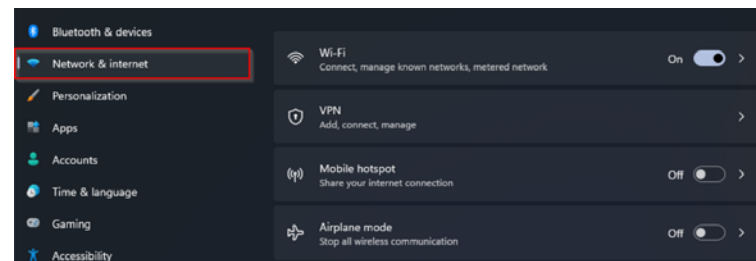 Bluetooth & devices
Network & internet
Personalization
Apps
Accounts
Time & language
Gaming
Accessibility
Wi-Fi
Connect, manage known networks, metered network
On
VPN
Add, connect, manage
Mobile hotspot
Share your internet connection
Off
Airplane mode
Stop all wireless communication
Off